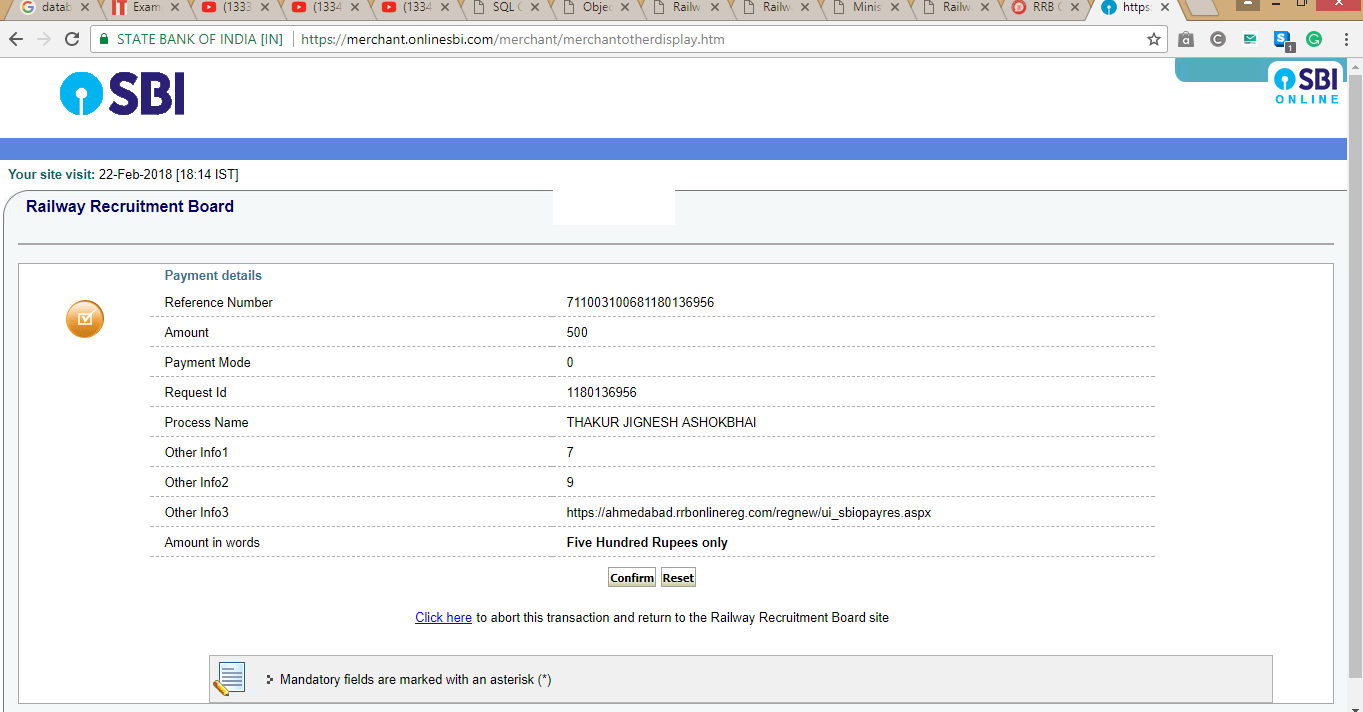 datab
Exam
(1333
(1334
(1334
SQL
Objec
Railw
Railw
Minis
Railw
RRB
https:
STATE BANK OF INDIA [IN] https://merchant.onlinesbi.com/merchant/merchantotherdisplay.htm
SBI
SBI
ONLINE
Your site visit: 22-Feb-2018 [18:14 IST]
Railway Recruitment Board
Payment details
Reference Number 711003100681180136956
Amount 500
Payment Mode 0
Request Id 1180136956
Process Name THAKUR JIGNESH ASHOKBHAI
Other Info1 7
Other Info2 9
Other Info3 https://ahmedabad.rrbonlinereg.com/regnew/ui_sbiopayres.aspx
Amount in words Five Hundred Rupees only
Confirm Reset
Click here to abort this transaction and return to the Railway Recruitment Board site
Mandatory fields are marked with an asterisk (*)